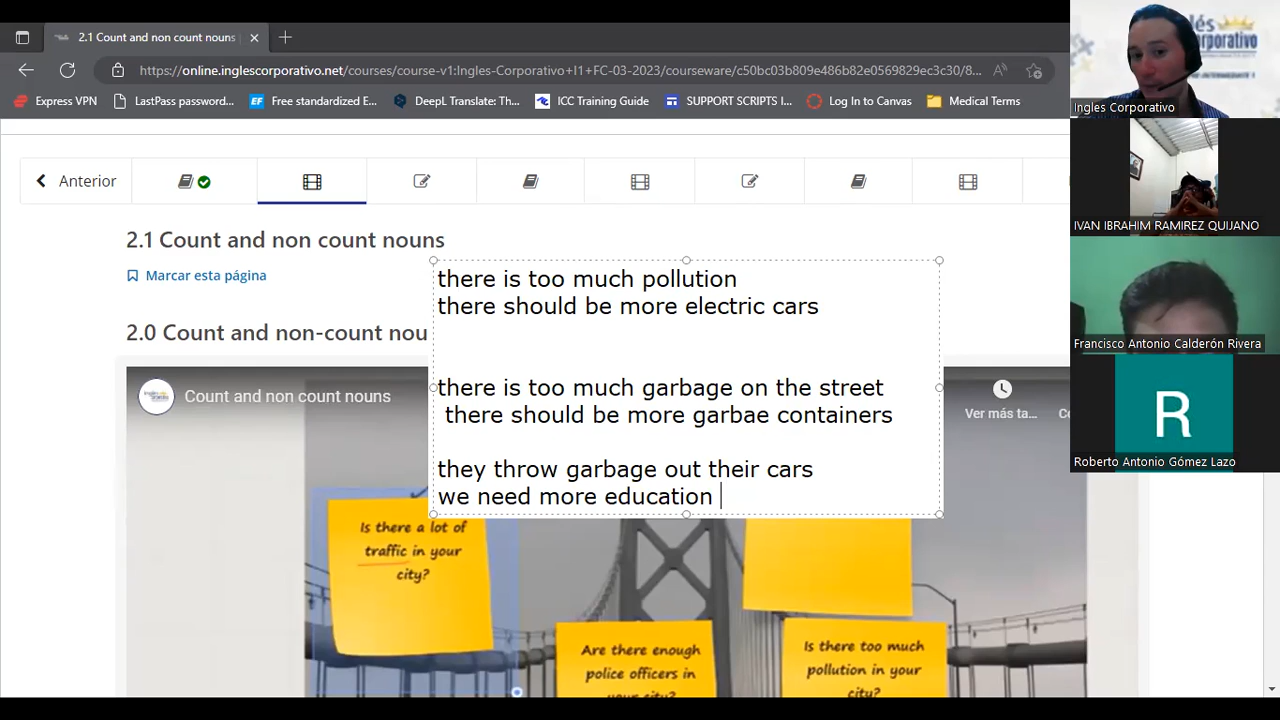 2.1 Count and non count nouns
https://online.inglescorporativo.net/courses/course-v1:Ingles-Corporativo+I1+FC-03-2023/courseware/c50bc03b809e486b82e0569829ec3c30/8...
Express VPN
LastPass password...
EF Free standardized E...
DeepL Translate: Th...
ICC Training Guide
SUPPORT SCRIPTS I...
Log In to Canvas
Medical Terms
Anterior
2.1 Count and non count nouns
Marcar esta página
2.0 Count and non-count nou
Count and non count nouns
Ver más ta...
there is too much pollution
there should be more electric cars
there is too much garbage on the street
there should be more garbae containers
they throw garbage out their cars
we need more education
Is there a lot of
traffic in your
city?
Are there enough
police officers in
your city?
Is there too much
pollution in your
city?
Inglés Corporativo
Ingles Corporativo
IVAN IBRAHIM RAMIREZ QUIJANO
Francisco Antonio Calderón Rivera
R
Roberto Antonio Gómez Lazo